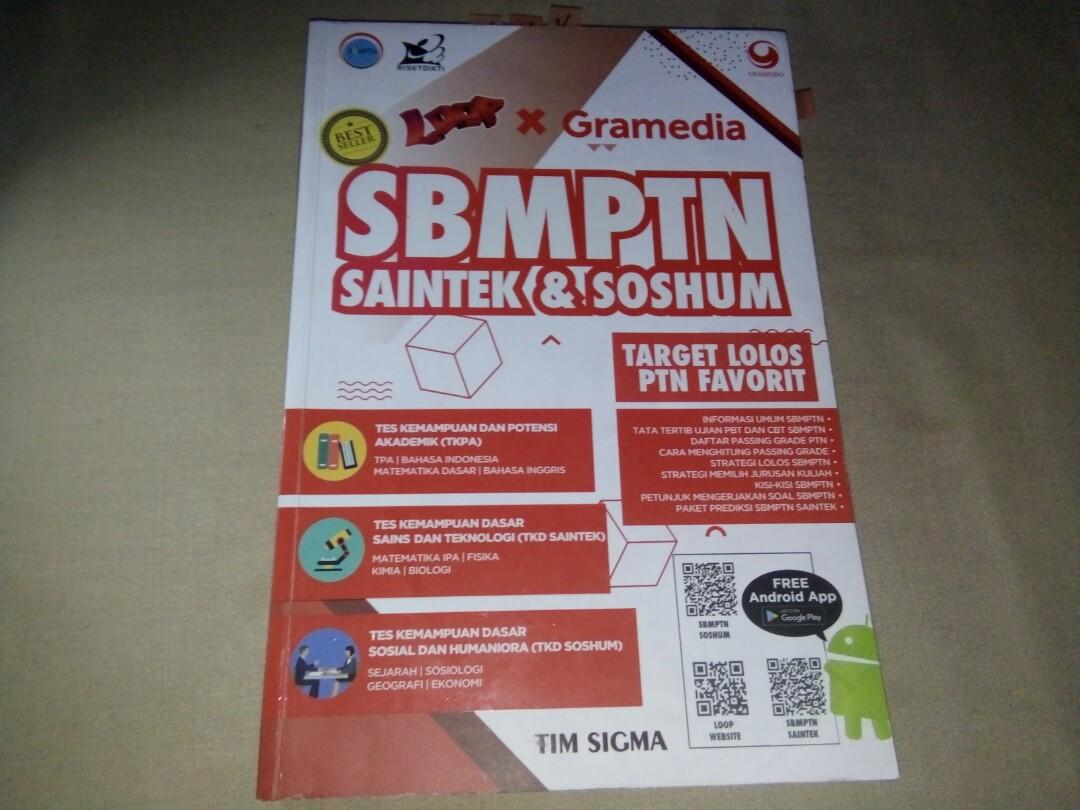 RISETDIKTI
GRASINDO
BEST
SELLER
LOOP × Gramedia
SBMPTN
SAINTEK & SOSHUM
TARGET LOLOS
PTN FAVORIT
TES KEMAMPUAN DAN POTENSI
AKADEMIK (TKPA)
TPA | BAHASA INDONESIA
MATEMATIKA DASAR | BAHASA INGGRIS
INFORMASI UMUM SBMPTN •
TATA TERTIB UJIAN PBT DAN CBT SBMPTN •
DAFTAR PASSING GRADE PTN •
CARA MENGHITUNG PASSING GRADE •
STRATEGI LOLOS SBMPTN •
STRATEGI MEMILIH JURUSAN KULIAH •
KISI-KISI SBMPTN •
PETUNJUK MENGERJAKAN SOAL SBMPTN •
PAKET PREDIKSI SBMPTN SAINTEK •
TES KEMAMPUAN DASAR
SAINS DAN TEKNOLOGI (TKD SAINTEK)
MATEMATIKA IPA | FISIKA
KIMIA | BIOLOGI
TES KEMAMPUAN DASAR
SOSIAL DAN HUMANIORA (TKD SOSHUM)
SEJARAH | SOSIOLOGI
GEOGRAFI | EKONOMI
FREE
Android App
Google Play
SBMPTN
SOSHUM
LOOP
WEBSITE
SBMPTN
SAINTEK
TIM SIGMA